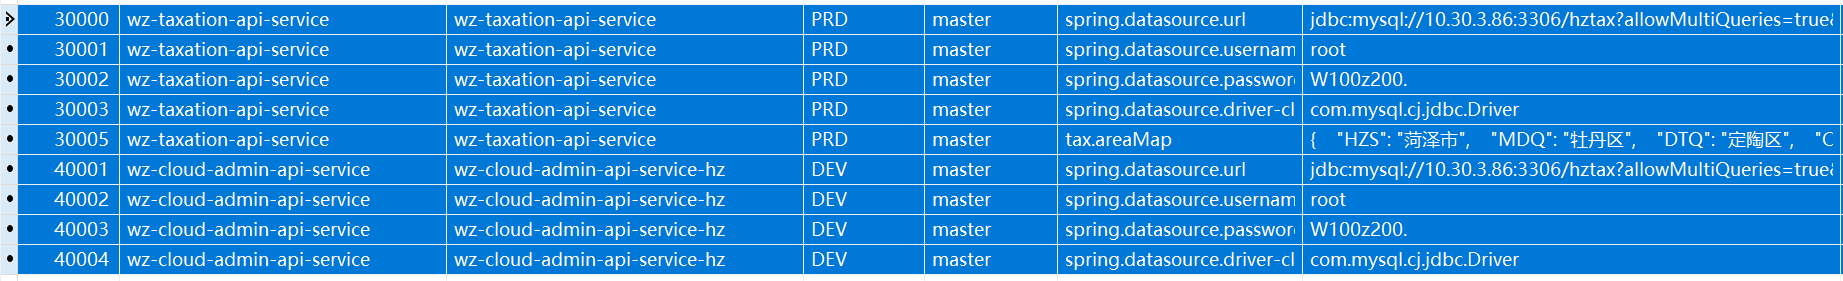 30000 wz-taxation-api-service wz-taxation-api-service PRD master spring.datasource.url jdbc:mysql://10.30.3.86:3306/hztax?allowMultiQueries=true&
30001 wz-taxation-api-service wz-taxation-api-service PRD master spring.datasource.usernam root
30002 wz-taxation-api-service wz-taxation-api-service PRD master spring.datasource.password W100z200.
30003 wz-taxation-api-service wz-taxation-api-service PRD master spring.datasource.driver-cl com.mysql.cj.jdbc.Driver
30005 wz-taxation-api-service wz-taxation-api-service PRD master tax.areaMap { "HZS": "菏泽市", "MDQ": "牡丹区", "DTQ": "定陶区", "C
40001 wz-cloud-admin-api-service wz-cloud-admin-api-service-hz DEV master spring.datasource.url jdbc:mysql://10.30.3.86:3306/hztax?allowMultiQueries=true&
40002 wz-cloud-admin-api-service wz-cloud-admin-api-service-hz DEV master spring.datasource.usernam root
40003 wz-cloud-admin-api-service wz-cloud-admin-api-service-hz DEV master spring.datasource.password W100z200.
40004 wz-cloud-admin-api-service wz-cloud-admin-api-service-hz DEV master spring.datasource.driver-cl com.mysql.cj.jdbc.Driver